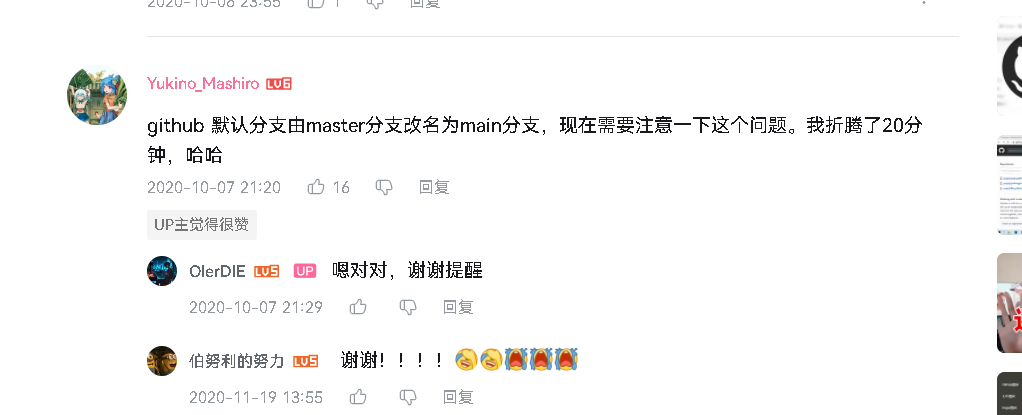 2020-10-06 23:55 1 回复
Yukino_Mashiro LV6
github 默认分支由master分支改名为main分支，现在需要注意一下这个问题。我折腾了20分
钟，哈哈
2020-10-07 21:20 16 回复
UP主觉得很赞
OlerDIE LV5 UP 嗯对对，谢谢提醒
2020-10-07 21:29 回复
伯努利的努力 LV5 谢谢！！！！
2020-11-19 13:55 回复